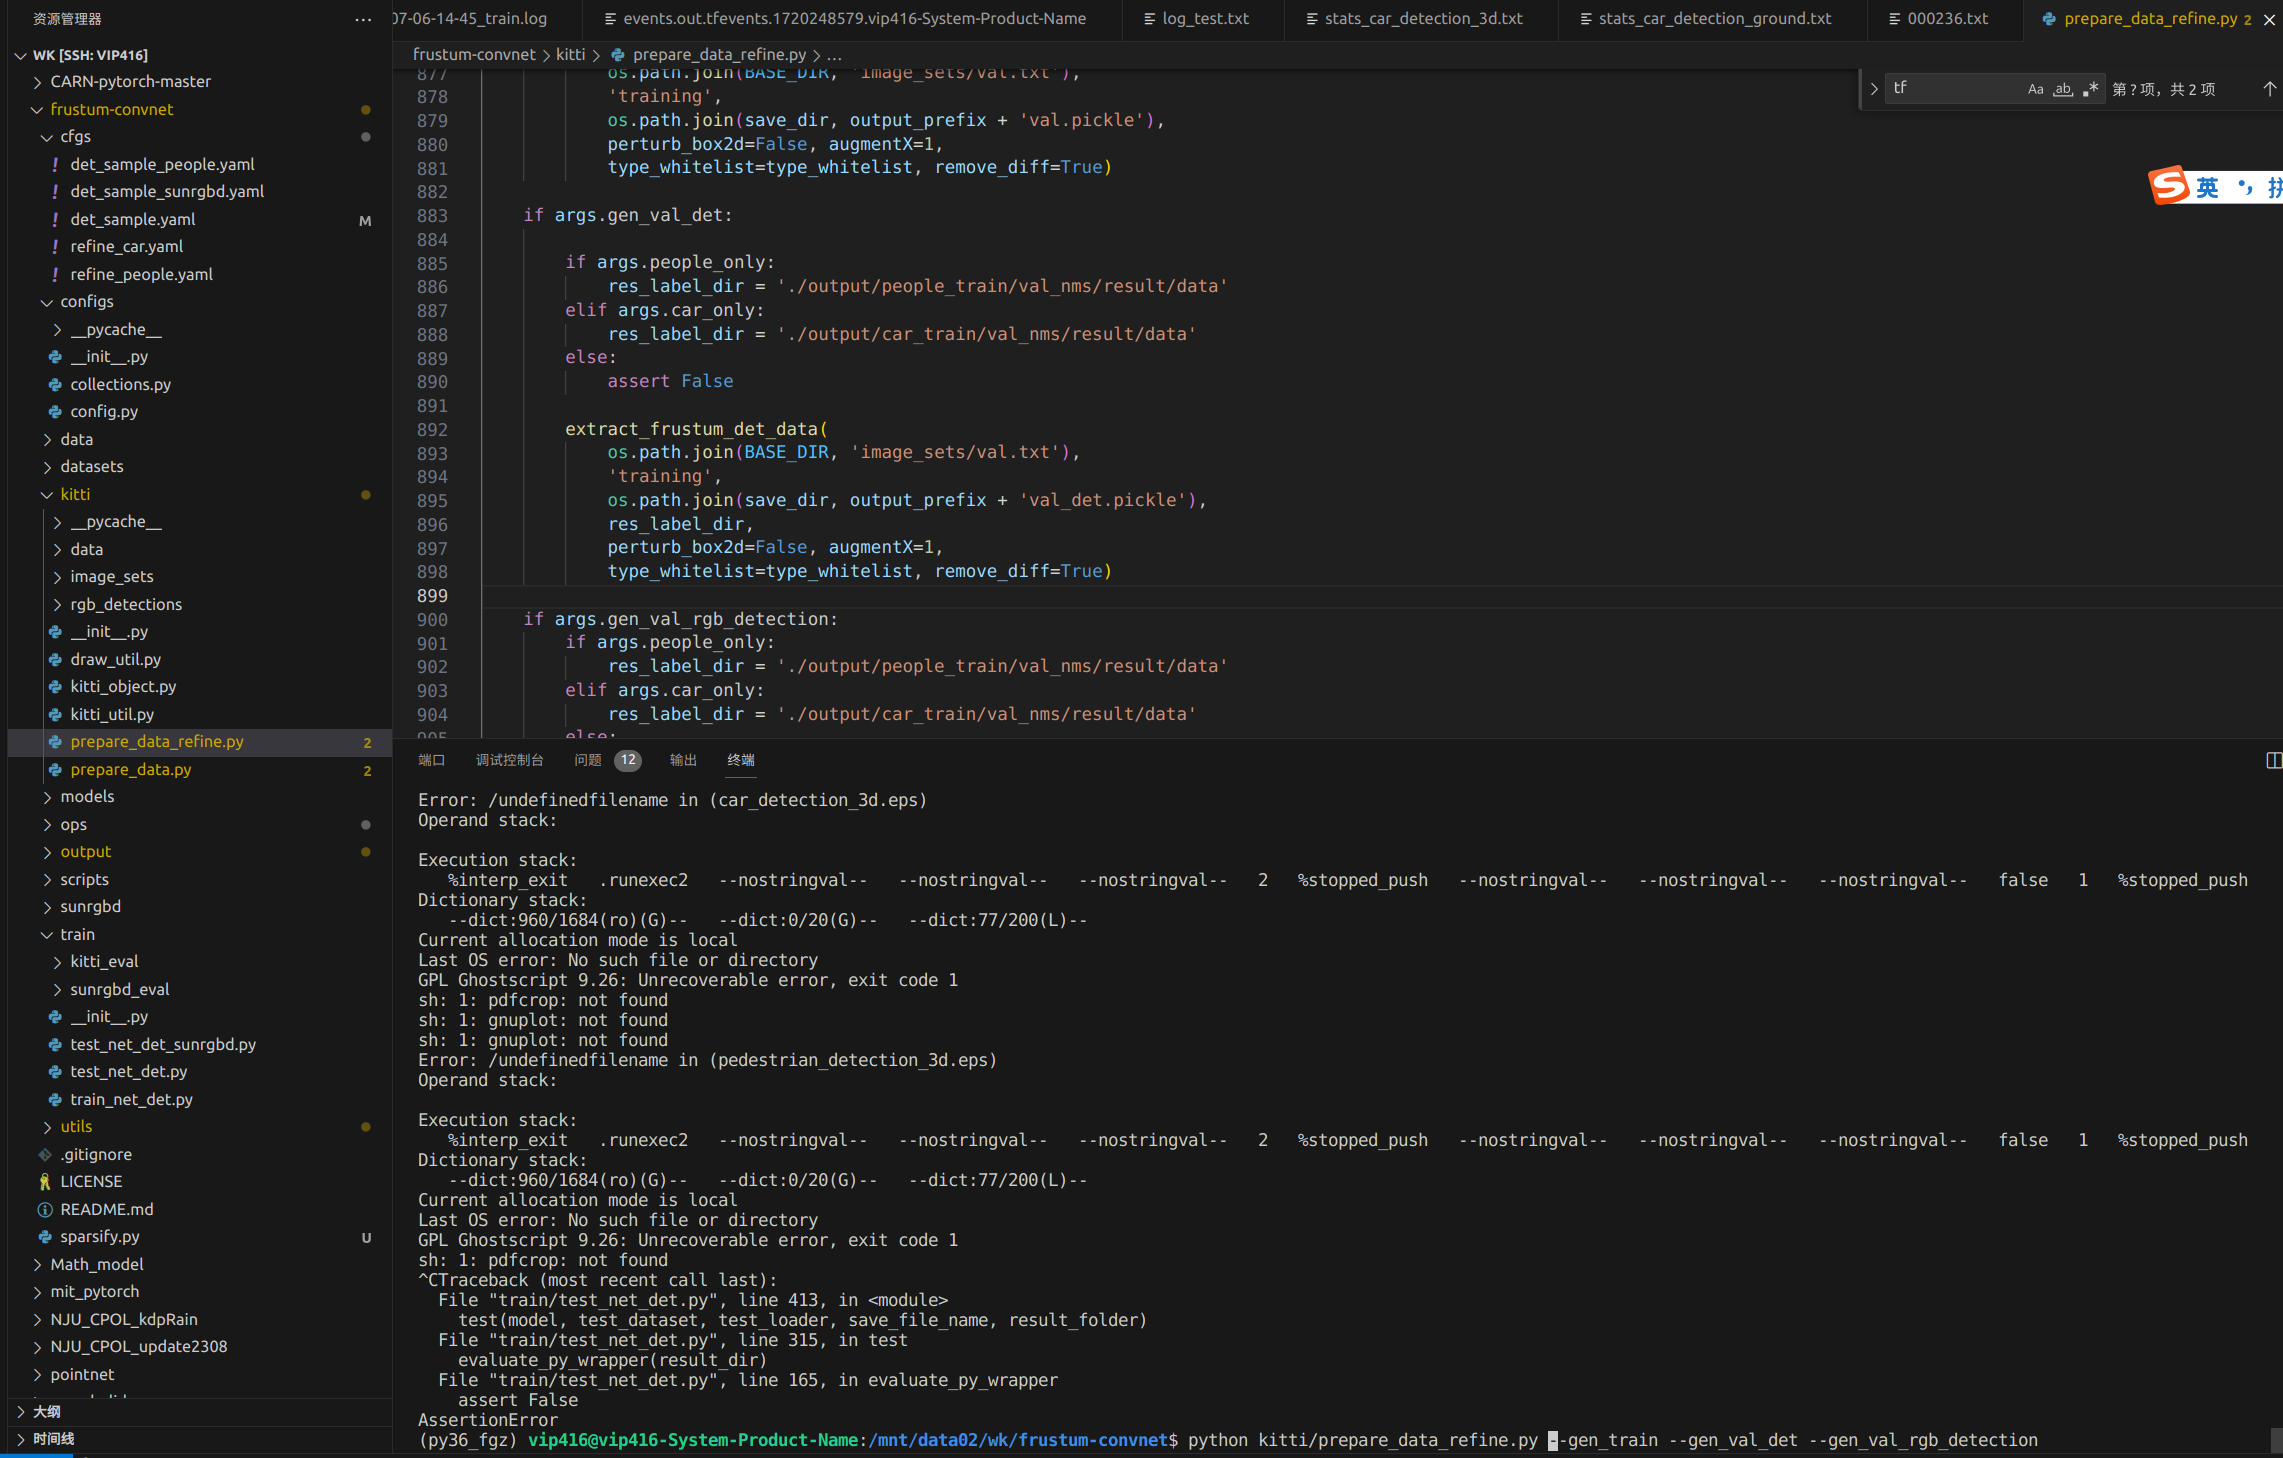 资源管理器
07-06-14-45_train.log
events.out.tfevents.1720248579.vip416-System-Product-Name
log_test.txt
stats_car_detection_3d.txt
stats_car_detection_ground.txt
000236.txt
prepare_data_refine.py 2
WK [SSH: VIP416]
CARN-pytorch-master
frustum-convnet
cfgs
! det_sample_people.yaml
! det_sample_sunrgbd.yaml
! det_sample.yaml M
! refine_car.yaml
! refine_people.yaml
configs
__pycache__
__init__.py
collections.py
config.py
data
datasets
kitti
__pycache__
data
image_sets
rgb_detections
__init__.py
draw_util.py
kitti_object.py
kitti_util.py
prepare_data_refine.py 2
prepare_data.py 2
models
ops
output
scripts
sunrgbd
train
kitti_eval
sunrgbd_eval
__init__.py
test_net_det_sunrgbd.py
test_net_det.py
train_net_det.py
utils
.gitignore
LICENSE
README.md
sparsify.py U
Math_model
mit_pytorch
NJU_CPOL_kdpRain
NJU_CPOL_update2308
pointnet
大纲
时间线
frustum-convnet > kitti > prepare_data_refine.py > ...
tf Aa ab .* 第 ? 项，共 2 项
S 英 拼
877 os.path.join(BASE_DIR, 'image_sets/val.txt'),
878 'training',
879 os.path.join(save_dir, output_prefix + 'val.pickle'),
880 perturb_box2d=False, augmentX=1,
881 type_whitelist=type_whitelist, remove_diff=True)
882
883 if args.gen_val_det:
884
885 if args.people_only:
886 res_label_dir = './output/people_train/val_nms/result/data'
887 elif args.car_only:
888 res_label_dir = './output/car_train/val_nms/result/data'
889 else:
890 assert False
891
892 extract_frustum_det_data(
893 os.path.join(BASE_DIR, 'image_sets/val.txt'),
894 'training',
895 os.path.join(save_dir, output_prefix + 'val_det.pickle'),
896 res_label_dir,
897 perturb_box2d=False, augmentX=1,
898 type_whitelist=type_whitelist, remove_diff=True)
899
900 if args.gen_val_rgb_detection:
901 if args.people_only:
902 res_label_dir = './output/people_train/val_nms/result/data'
903 elif args.car_only:
904 res_label_dir = './output/car_train/val_nms/result/data'
905 else:
端口 调试控制台 问题 12 输出 终端
Error: /undefinedfilename in (car_detection_3d.eps)
Operand stack:
Execution stack:
%interp_exit .runexec2 --nostringval-- --nostringval-- --nostringval-- 2 %stopped_push --nostringval-- --nostringval-- --nostringval-- false 1 %stopped_push
Dictionary stack:
--dict:960/1684(ro)(G)-- --dict:0/20(G)-- --dict:77/200(L)--
Current allocation mode is local
Last OS error: No such file or directory
GPL Ghostscript 9.26: Unrecoverable error, exit code 1
sh: 1: pdfcrop: not found
sh: 1: gnuplot: not found
sh: 1: gnuplot: not found
Error: /undefinedfilename in (pedestrian_detection_3d.eps)
Operand stack:
Execution stack:
%interp_exit .runexec2 --nostringval-- --nostringval-- --nostringval-- 2 %stopped_push --nostringval-- --nostringval-- --nostringval-- false 1 %stopped_push
Dictionary stack:
--dict:960/1684(ro)(G)-- --dict:0/20(G)-- --dict:77/200(L)--
Current allocation mode is local
Last OS error: No such file or directory
GPL Ghostscript 9.26: Unrecoverable error, exit code 1
sh: 1: pdfcrop: not found
^CTraceback (most recent call last):
File "train/test_net_det.py", line 413, in <module>
test(model, test_dataset, test_loader, save_file_name, result_folder)
File "train/test_net_det.py", line 315, in test
evaluate_py_wrapper(result_dir)
File "train/test_net_det.py", line 165, in evaluate_py_wrapper
assert False
AssertionError
(py36_fgz) vip416@vip416-System-Product-Name:/mnt/data02/wk/frustum-convnet$ python kitti/prepare_data_refine.py --gen_train --gen_val_det --gen_val_rgb_detection